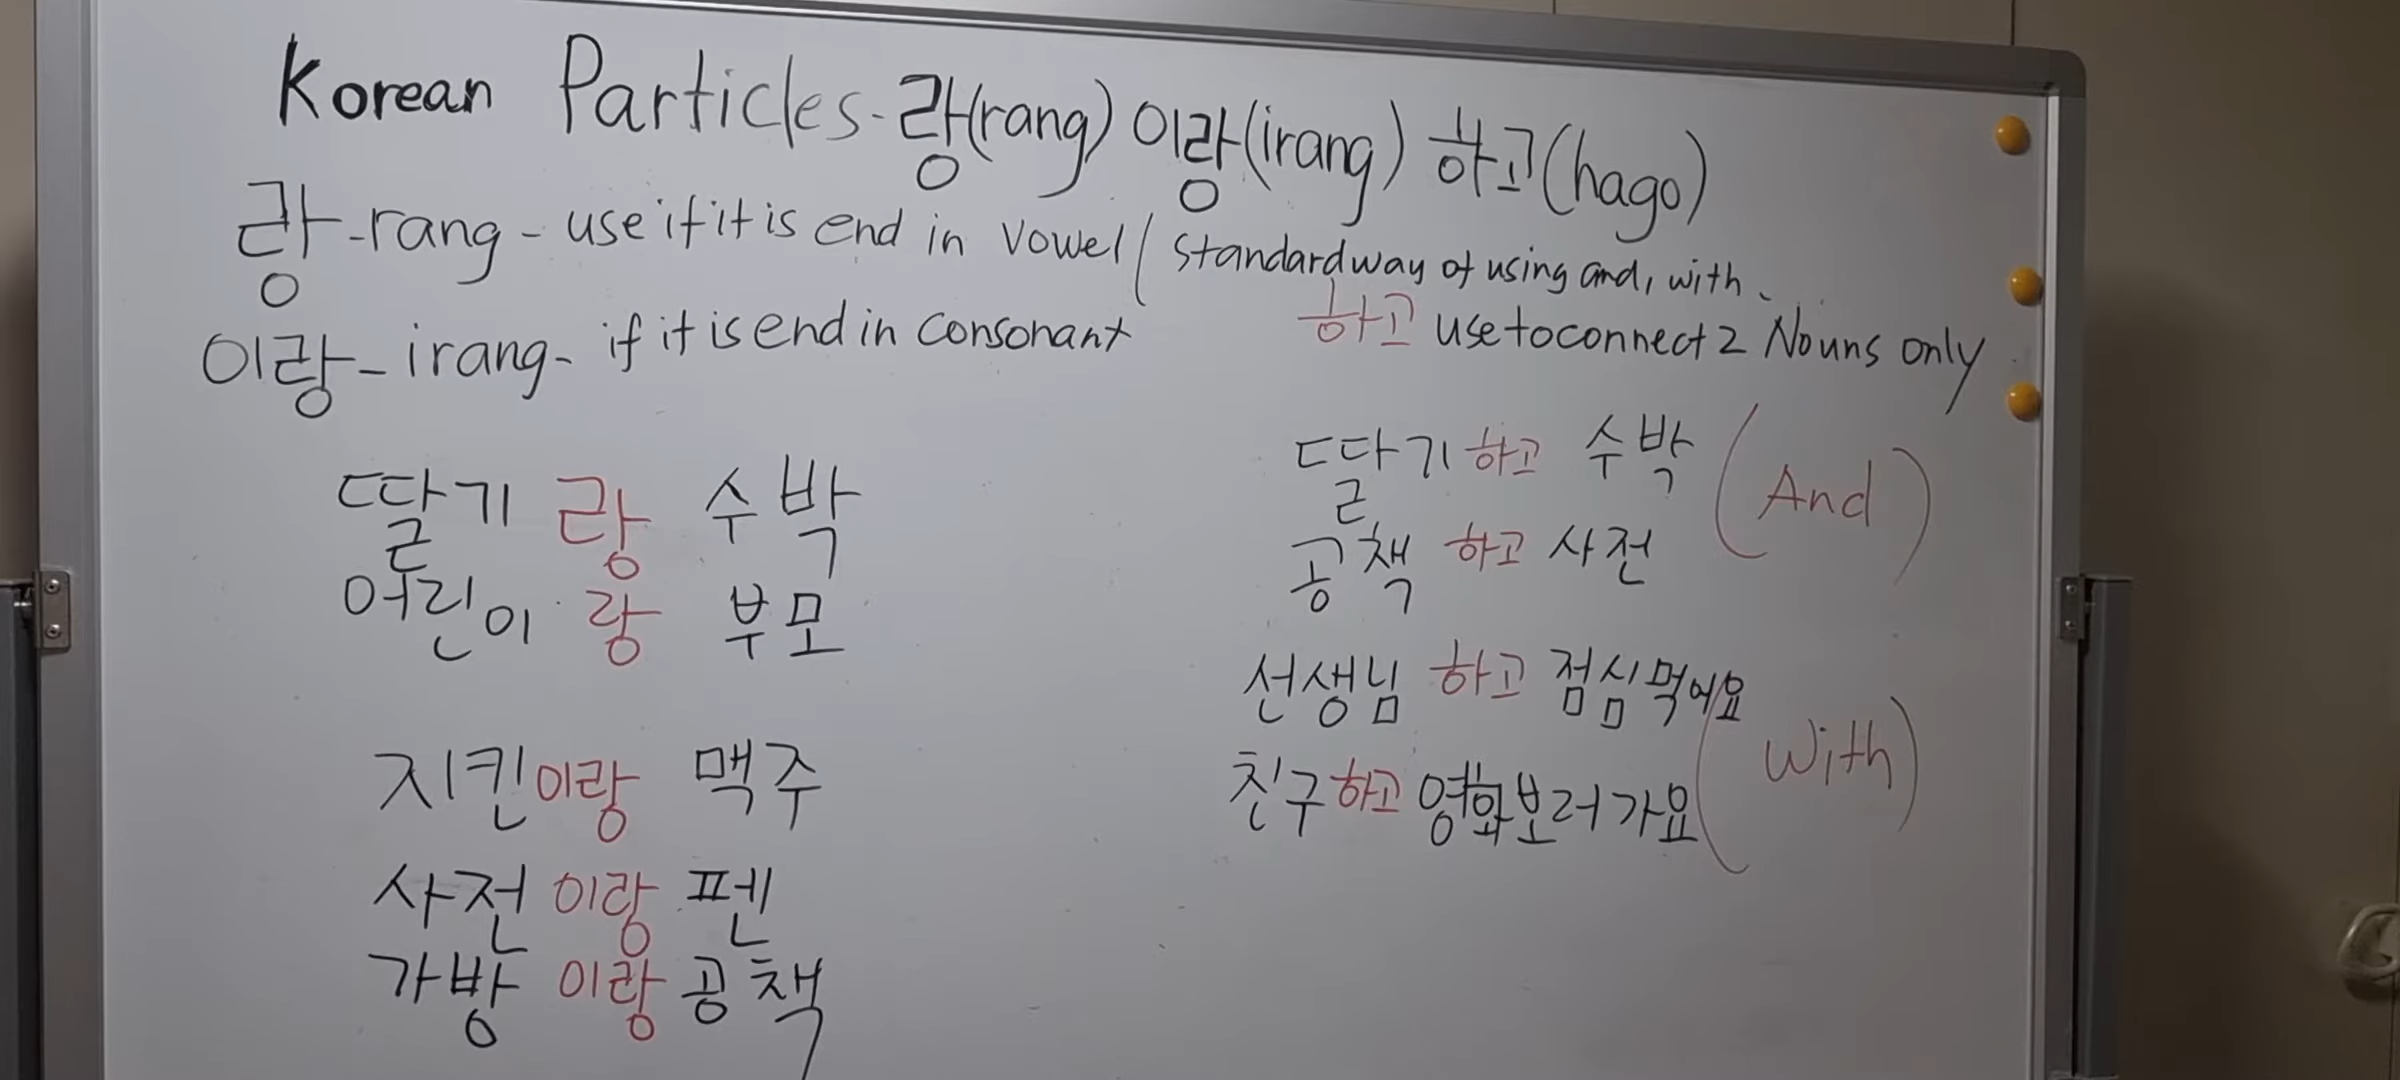 Korean Particles - 랑(rang) 이랑(irang) 하고(hago)
랑 - rang - use if it is end in vowel /
이랑 - irang - if it is end in consonant
딸기 랑 수박
어린이 랑 부모
지킨이랑 맥주
사전 이랑 펜
가방 이랑 공책
standard way of using and, with.
하고 use to connect 2 Nouns only
딸기하고 수박 (And)
공책 하고 사전
선생님 하고 점심먹어요
친구하고 영화보러가요 (With)